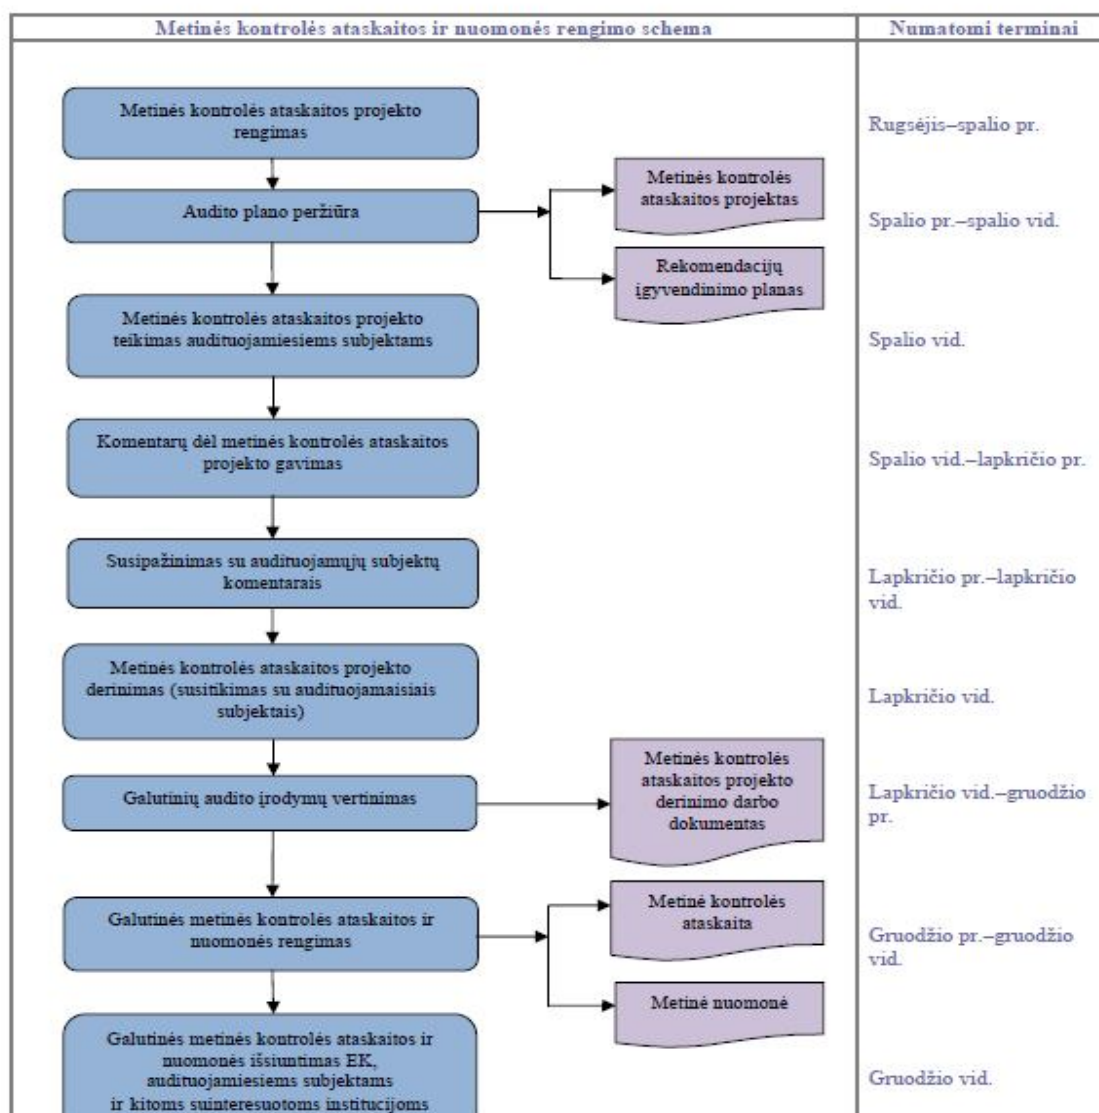 Metinės kontrolės ataskaitos ir nuomonės rengimo schema
Numatomi terminai
Metinės kontrolės ataskaitos projekto
rengimas
Rugsėjis–spalio pr.
Audito plano peržiūra
Metinės kontrolės
ataskaitos projektas
Rekomendacijų
įgyvendinimo planas
Spalio pr.–spalio vid.
Metinės kontrolės ataskaitos projekto
teikimas audituojamiesiems subjektams
Spalio vid.
Komentarų dėl metinės kontrolės ataskaitos
projekto gavimas
Spalio vid.–lapkričio pr.
Susipažinimas su audituojamųjų subjektų
komentarais
Lapkričio pr.–lapkričio
vid.
Metinės kontrolės ataskaitos projekto
derinimas (susitikimas su audituojamaisiais
subjektais)
Lapkričio vid.
Galutinių audito įrodymų vertinimas
Metinės kontrolės
ataskaitos projekto
derinimo darbo
dokumentas
Lapkričio vid.–gruodžio
pr.
Galutinės metinės kontrolės ataskaitos ir
nuomonės rengimas
Metinė kontrolės
ataskaita
Metinė nuomonė
Gruodžio pr.–gruodžio
vid.
Galutinės metinės kontrolės ataskaitos ir
nuomonės išsiuntimas EK,
audituojamiesiems subjektams
ir kitoms suinteresuotoms institucijoms
Gruodžio vid.